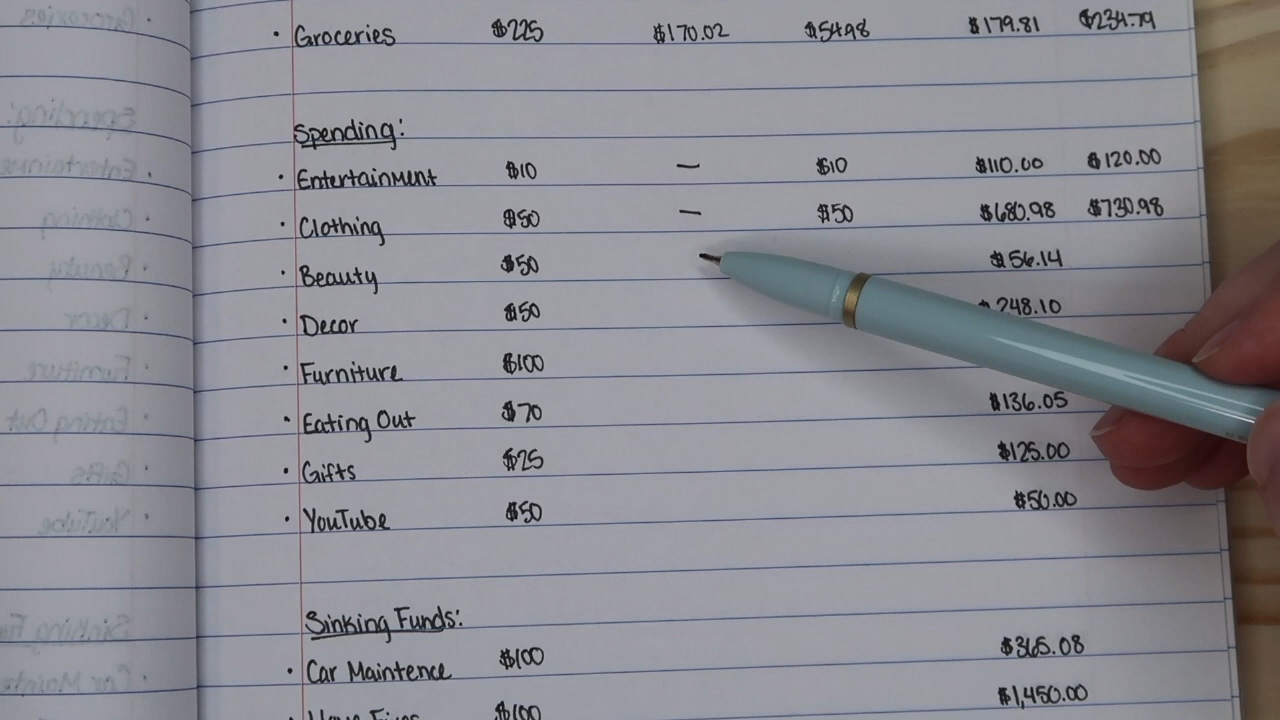 • Groceries $225 $170.02 $54.98 $179.81 $234.79
Spending:
• Entertainment $10 — $10 $110.00 $120.00
• Clothing $50 — $50 $680.98 $730.98
• Beauty $50 $56.14
• Decor $50 248.10
• Furniture $100
• Eating Out $70 $136.05
• Gifts $25 $125.00
• YouTube $50 $50.00
Sinking Funds:
• Car Maintence $100 $365.08
$100 $1,450.00